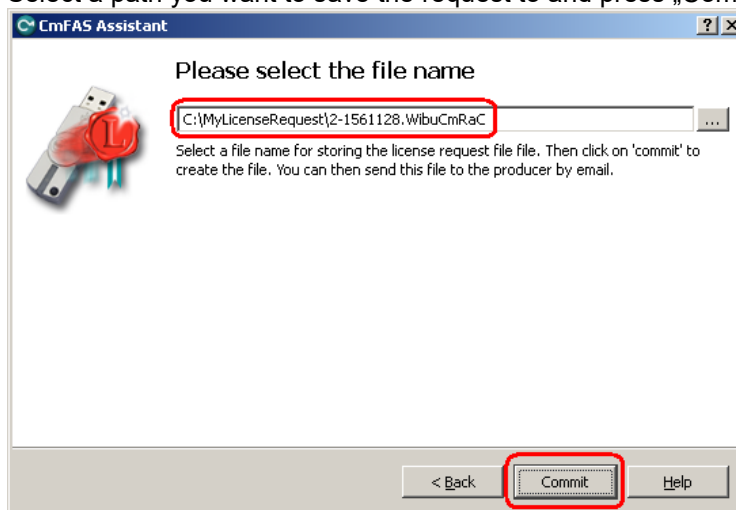 Select a path you want to save the request to and press „Com
CmFAS Assistant
Please select the file name
C:\MyLicenseRequest\2-1561128.WibuCmRaC
...
Select a file name for storing the license request file file. Then click on 'commit' to
create the file. You can then send this file to the producer by email.
L
< Back
Commit
Help